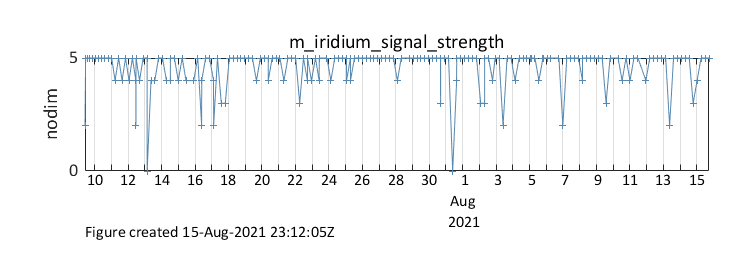 m_iridium_signal_strength
5
nodim
0
10 12 14 16 18 20 22 24 26 28 30 1 3 5 7 9 11 13 15
Aug
2021
Figure created 15-Aug-2021 23:12:05Z